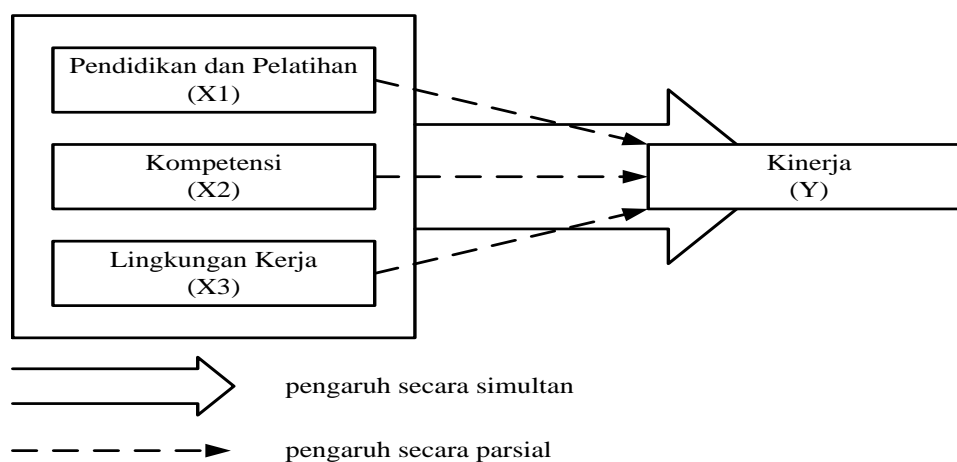 Pendidikan dan Pelatihan
(X1)
Kompetensi
(X2)
Lingkungan Kerja
(X3)
Kinerja
(Y)
pengaruh secara simultan
pengaruh secara parsial